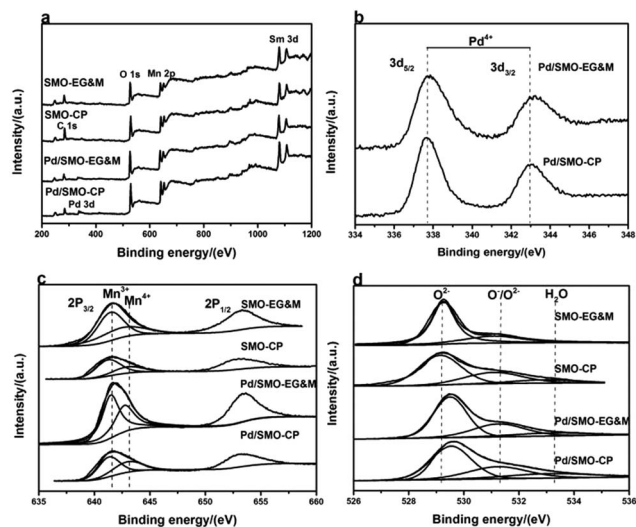 a
Sm 3d
O 1s
Mn 2p
SMO-EG&M
SMO-CP
C 1s
Pd/SMO-EG&M
Pd/SMO-CP
Pd 3d
Intensity/(a.u.)
200 400 600 800 1000 1200
Binding energy/(eV)
b
Pd⁴⁺
3d₅/₂
3d₃/₂
Pd/SMO-EG&M
Pd/SMO-CP
Intensity/(a.u.)
334 336 338 340 342 344 346 348
Binding energy/(eV)
c
Mn³⁺
2P₃/₂
Mn⁴⁺
2P₁/₂
SMO-EG&M
SMO-CP
Pd/SMO-EG&M
Pd/SMO-CP
Intensity/(a.u.)
635 640 645 650 655 660
Binding energy/(eV)
d
O²⁻
O⁻/O²⁻
H₂O
SMO-EG&M
SMO-CP
Pd/SMO-EG&M
Pd/SMO-CP
Intensity/(a.u.)
526 528 530 532 534 536
Binding energy/(eV)